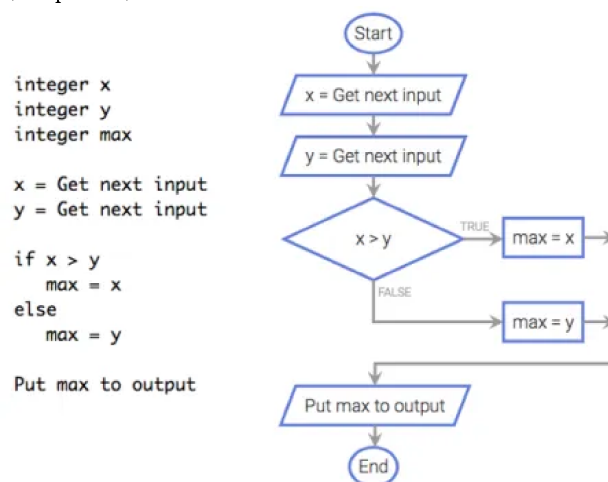 integer x
integer y
integer max
x = Get next input
y = Get next input
if x > y
max = x
else
max = y
Put max to output
Start
x = Get next input
y = Get next input
x > y
TRUE
max = x
FALSE
max = y
Put max to output
End